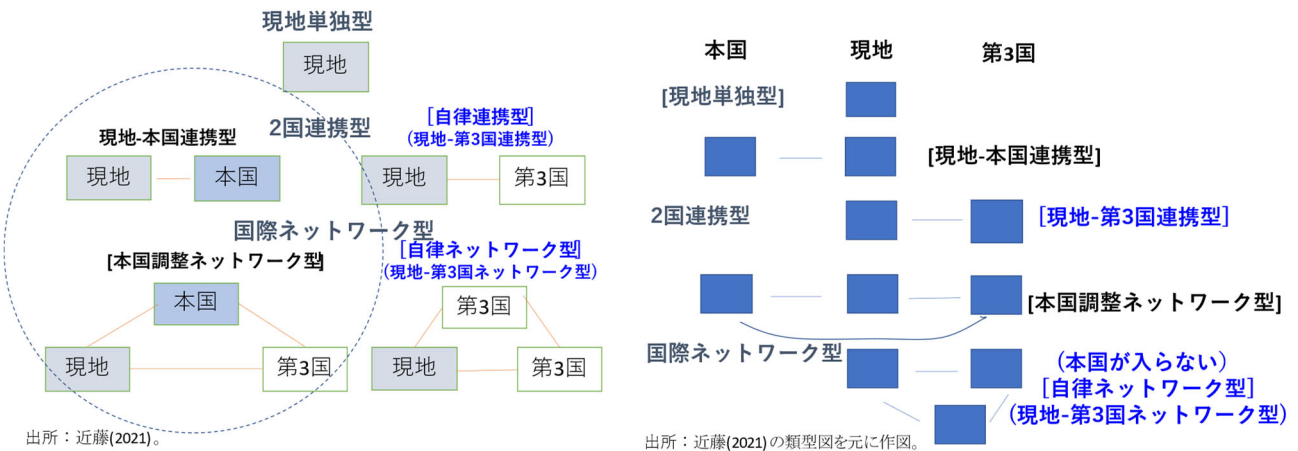 現地単独型
現地
2国連携型
現地-本国連携型
現地
本国
[自律連携型]
(現地-第3国連携型)
現地
第3国
国際ネットワーク型
[本国調整ネットワーク型]
本国
現地
第3国
[自律ネットワーク型]
(現地-第3国ネットワーク型)
第3国
現地
第3国
出所：近藤(2021)。
本国
現地
第3国
[現地単独型]
[現地-本国連携型]
2国連携型
[現地-第3国連携型]
[本国調整ネットワーク型]
国際ネットワーク型
(本国が入らない)
[自律ネットワーク型]
(現地-第3国ネットワーク型)
出所：近藤(2021)の類型図を元に作図。